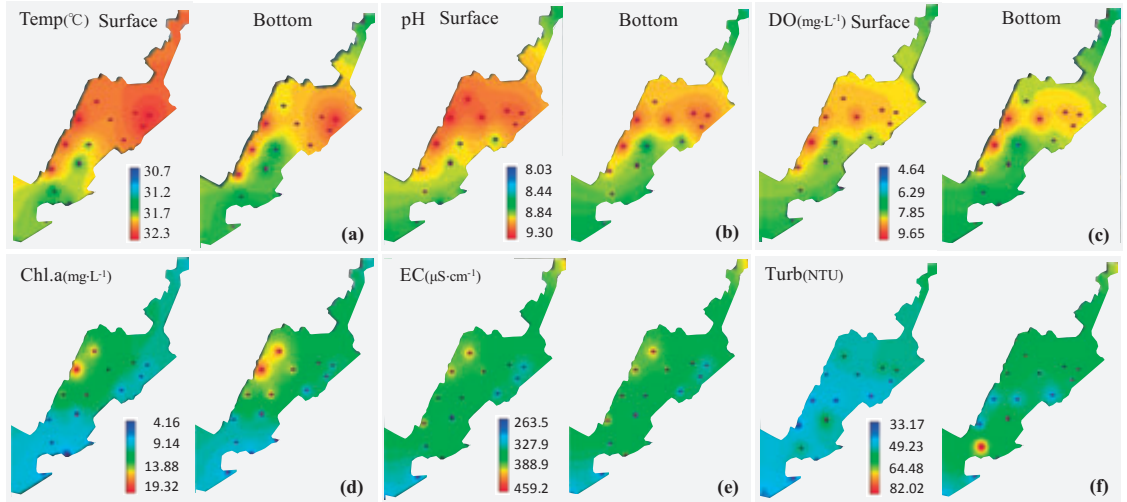 Temp(℃) Surface
Bottom
30.7
31.2
31.7
32.3
(a)
pH Surface
Bottom
8.03
8.44
8.84
9.30
(b)
DO(mg·L-1) Surface
Bottom
4.64
6.29
7.85
9.65
(c)
Chl.a(mg·L-1)
4.16
9.14
13.88
19.32
(d)
EC(μS·cm-1)
263.5
327.9
388.9
459.2
(e)
Turb(NTU)
33.17
49.23
64.48
82.02
(f)